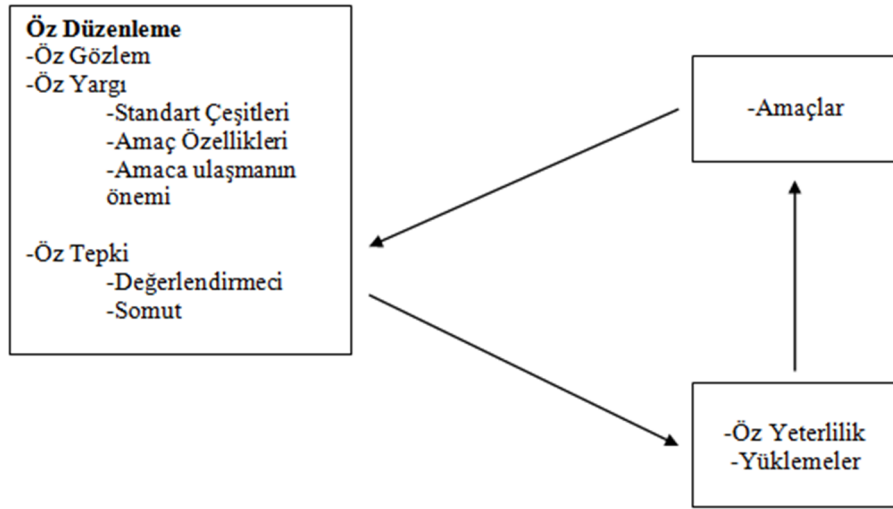 Öz Düzenleme
-Öz Gözlem
-Öz Yargı
-Standart Çeşitleri
-Amaç Özellikleri
-Amaca ulaşmanın
önemi
-Öz Tepki
-Değerlendirmeci
-Somut
-Amaçlar
-Öz Yeterlilik
-Yüklemeler